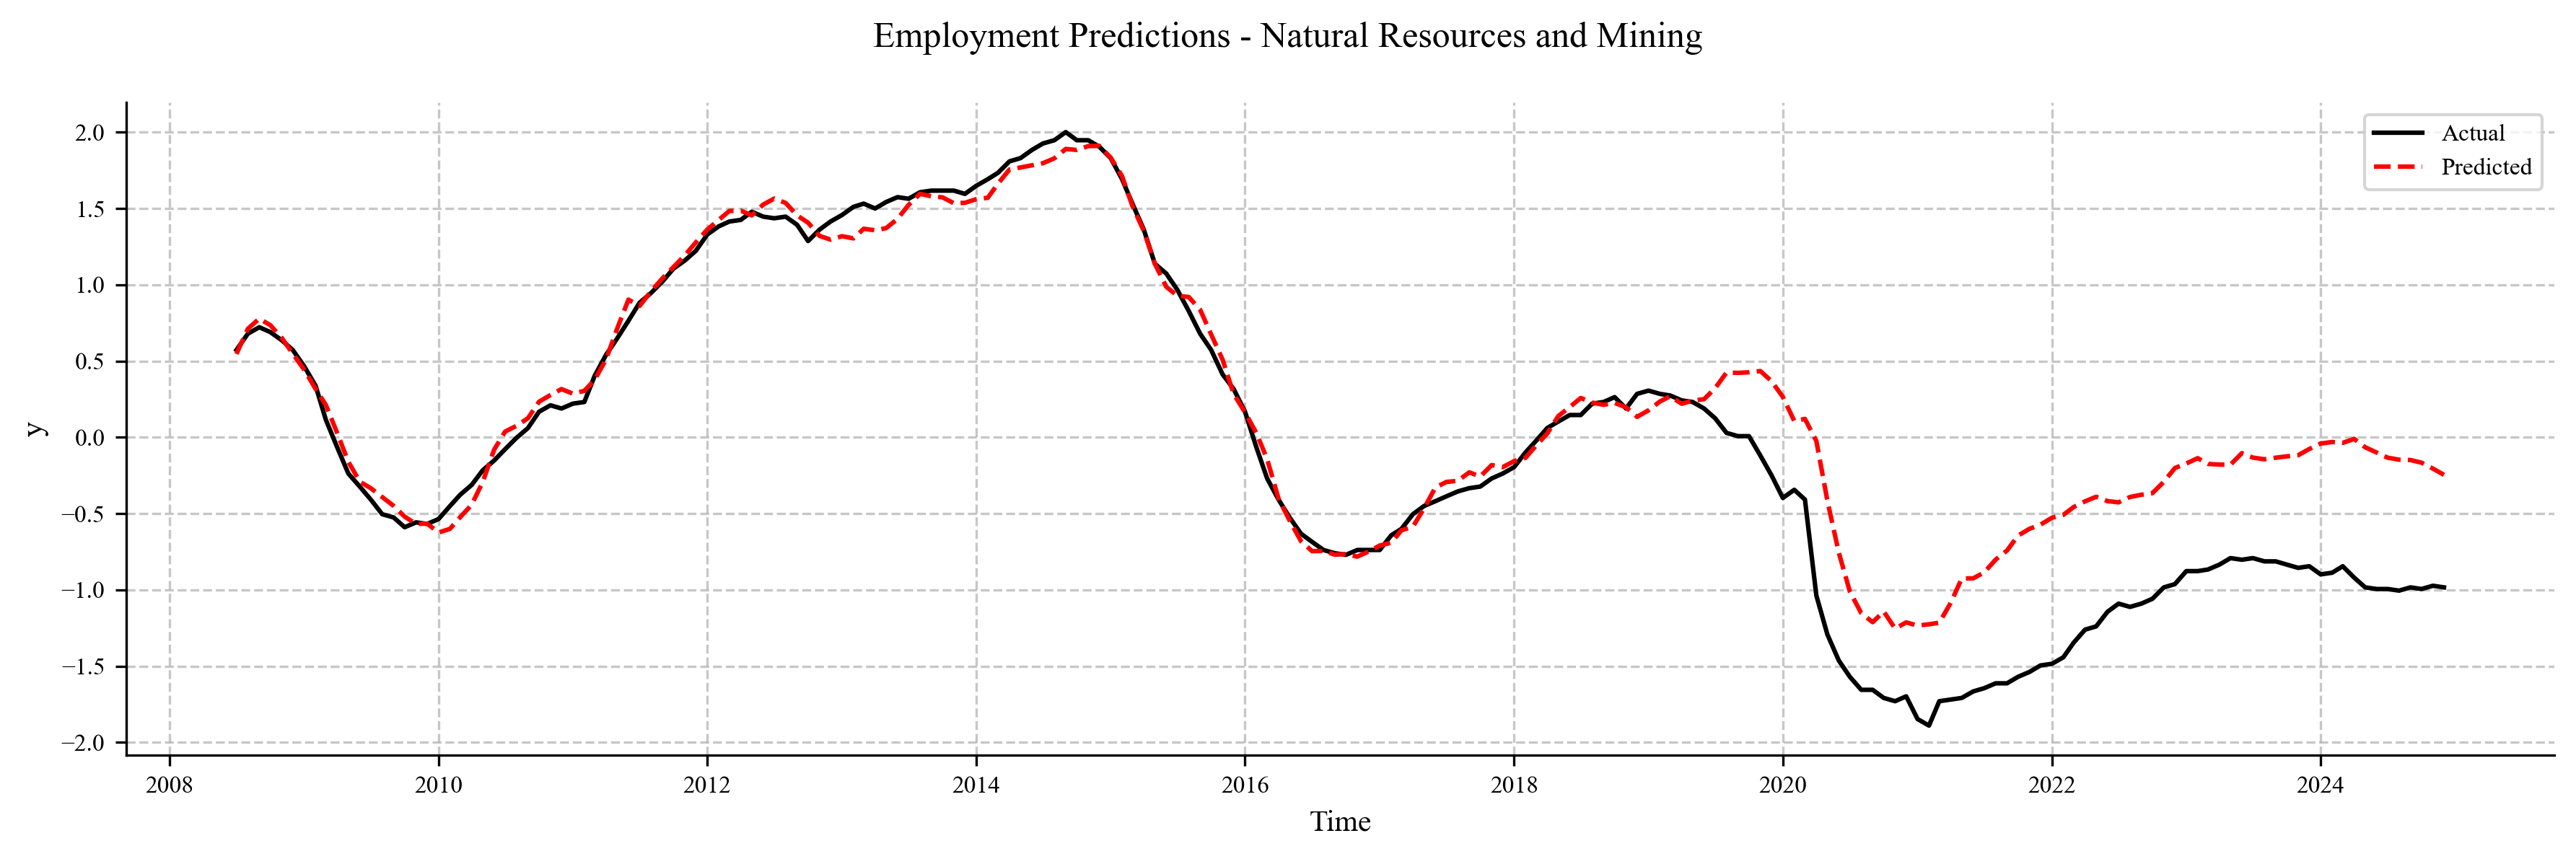 Employment Predictions - Natural Resources and Mining
Actual
Predicted
y
2.0
1.5
1.0
0.5
0.0
−0.5
−1.0
−1.5
−2.0
2008 2010 2012 2014 2016 2018 2020 2022 2024
Time